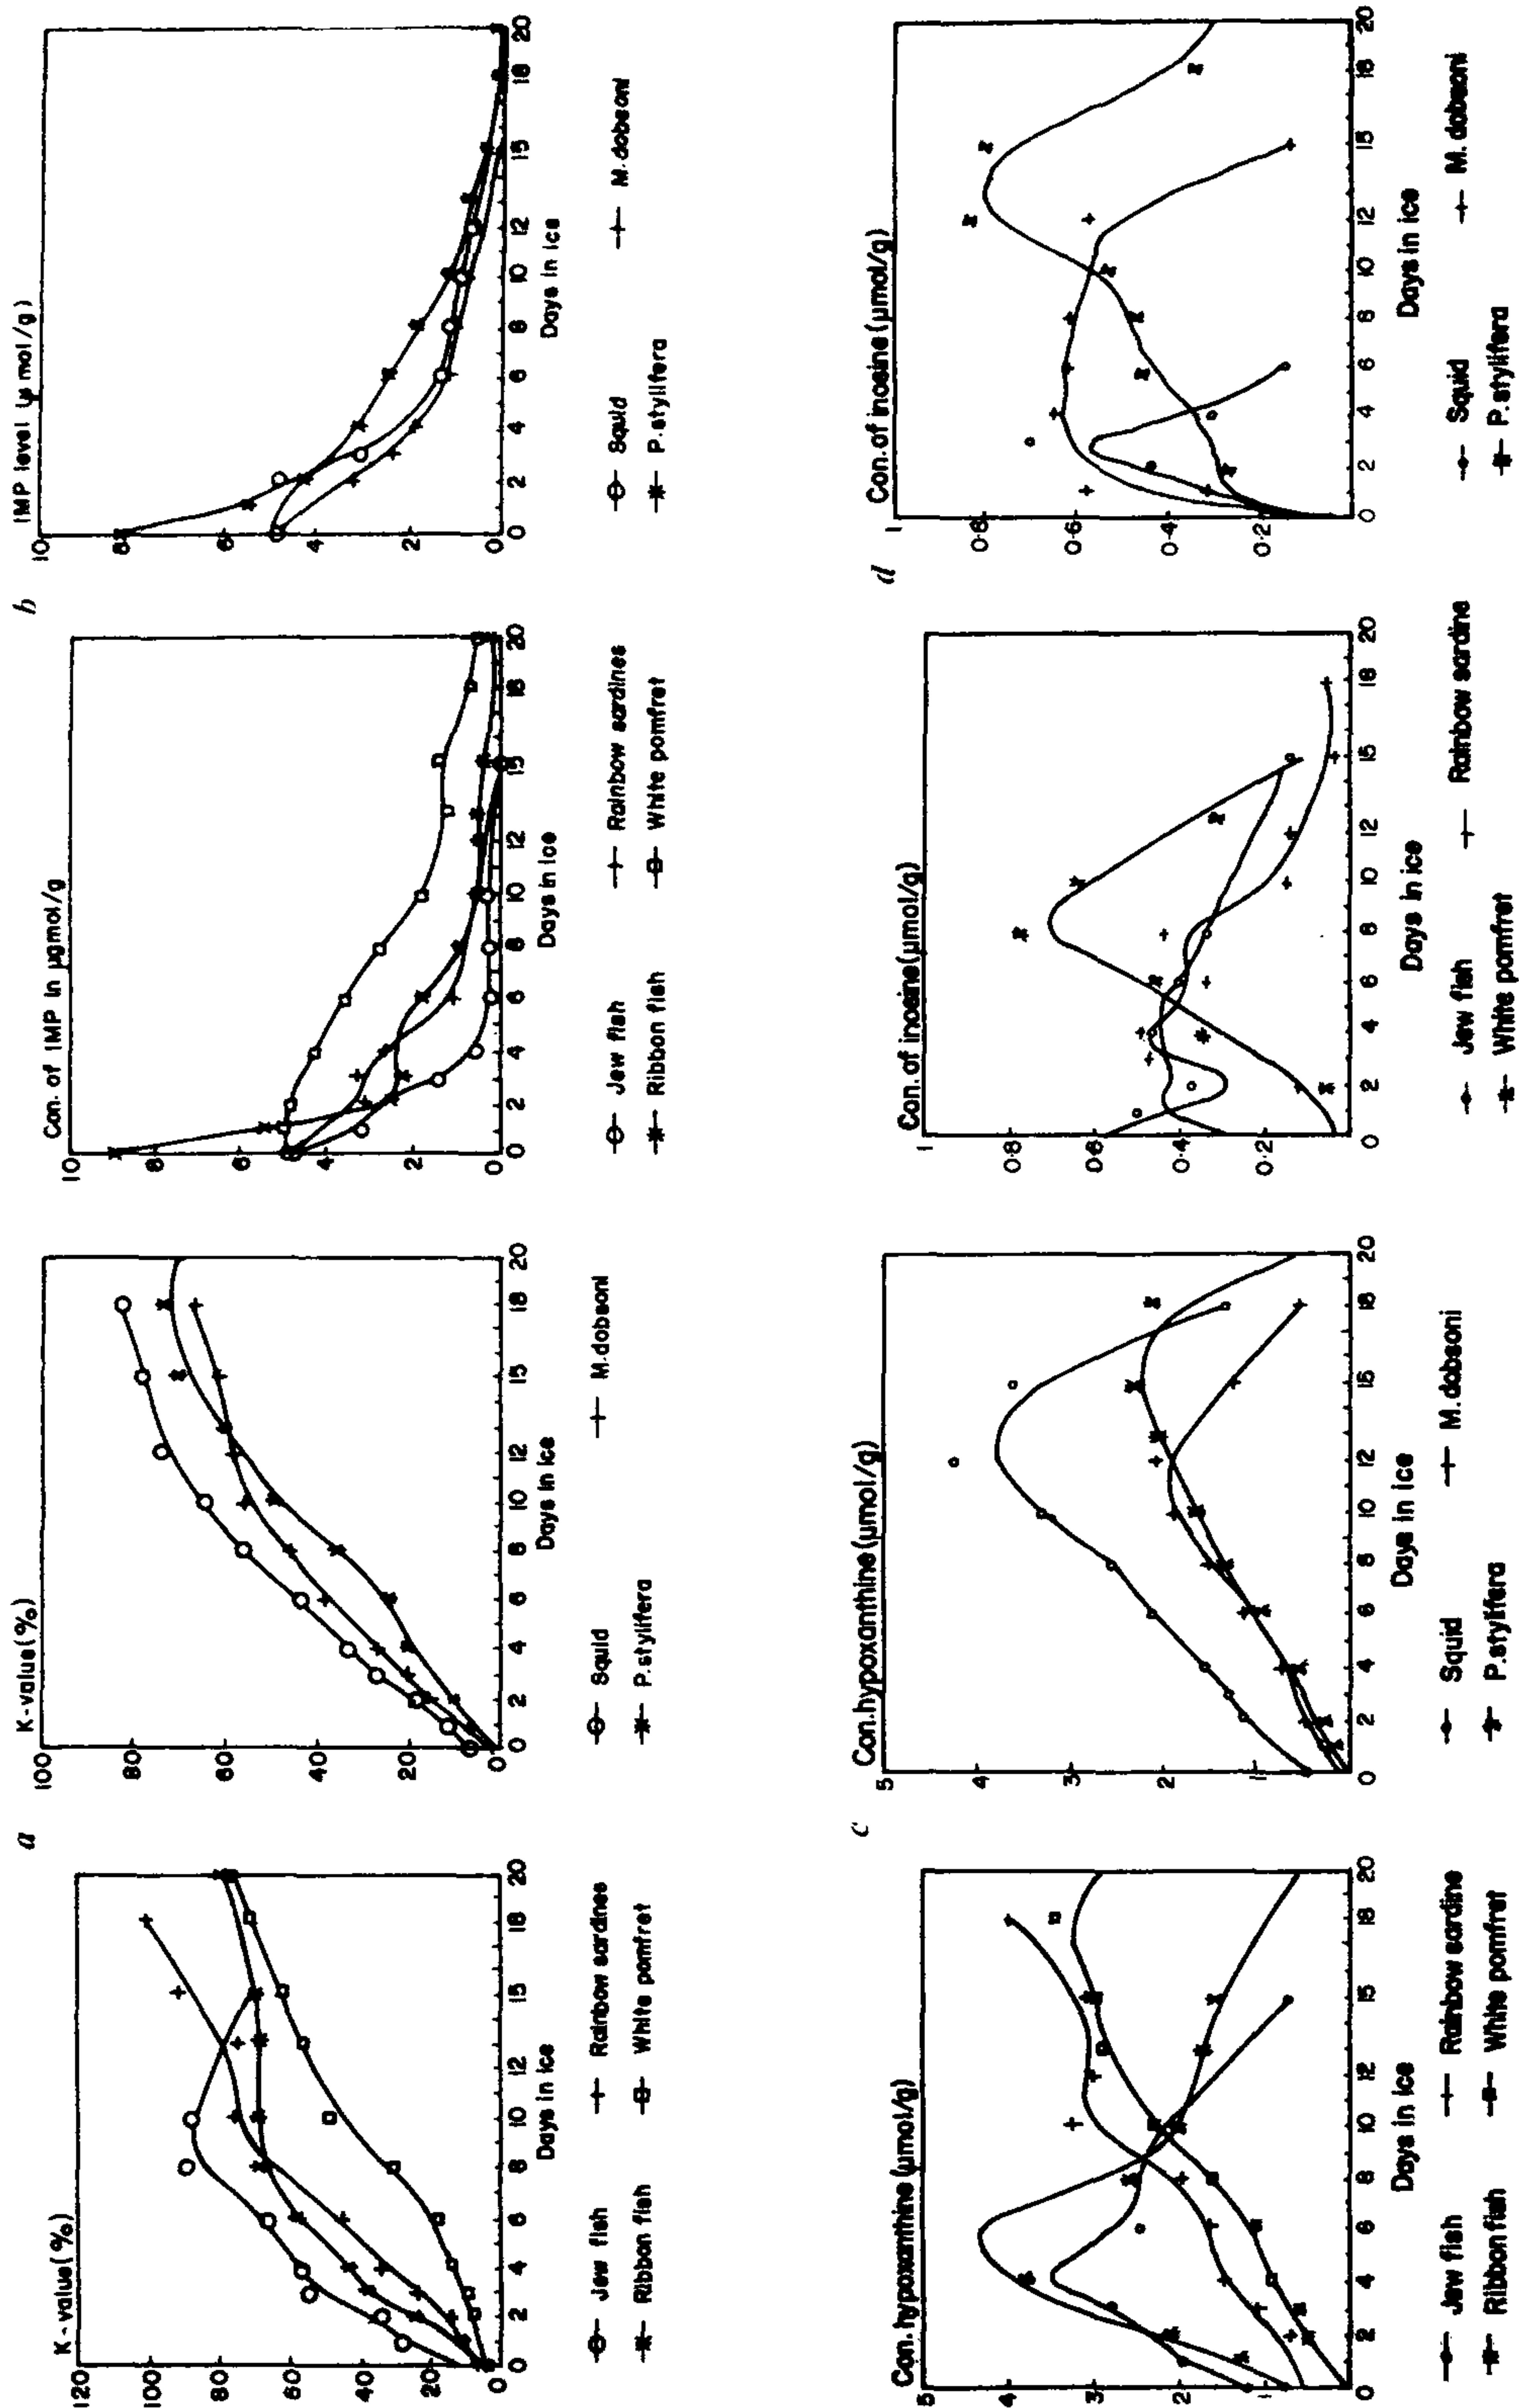 a
K-value(%)
120
100
80
60
40
20
0
0 2 4 6 8 10 12 15 18 20
Days in ice
Jew fish
Rainbow sardines
Ribbon fish
White pomfret
K-value(%)
100
80
60
40
20
0
0 2 4 6 8 10 12 15 18 20
Days in ice
Squid
M.dobsoni
P.stylifera
b
Con. of IMP in µgmol/g
10
8
6
4
2
0
0 2 4 6 8 10 12 15 18 20
Days in ice
Jew fish
Rainbow sardines
Ribbon fish
White pomfret
IMP level (µ mol/g)
10
8
6
4
2
0
0 2 4 6 8 10 12 15 18 20
Days in ice
Squid
M.dobsoni
P.stylifera
c
Con.hypoxanthine(µmol/g)
5
4
3
2
1
0
0 2 4 6 8 10 12 15 18 20
Days in ice
Jew fish
Rainbow sardine
Ribbon fish
White pomfret
Con.hypoxanthine(µmol/g)
5
4
3
2
1
0
0 2 4 6 8 10 12 15 18 20
Days in ice
Squid
M.dobsoni
P.stylifera
d
Con.of inosine(µmol/g)
1
0·8
0·6
0·4
0·2
0
0 2 4 6 8 10 12 15 18 20
Days in ice
Jew fish
Rainbow sardine
White pomfret
Con.of inosine(µmol/g)
1
0·8
0·6
0·4
0·2
0
0 2 4 6 8 10 12 15 18 20
Days in ice
Squid
M.dobsoni
P.stylifera